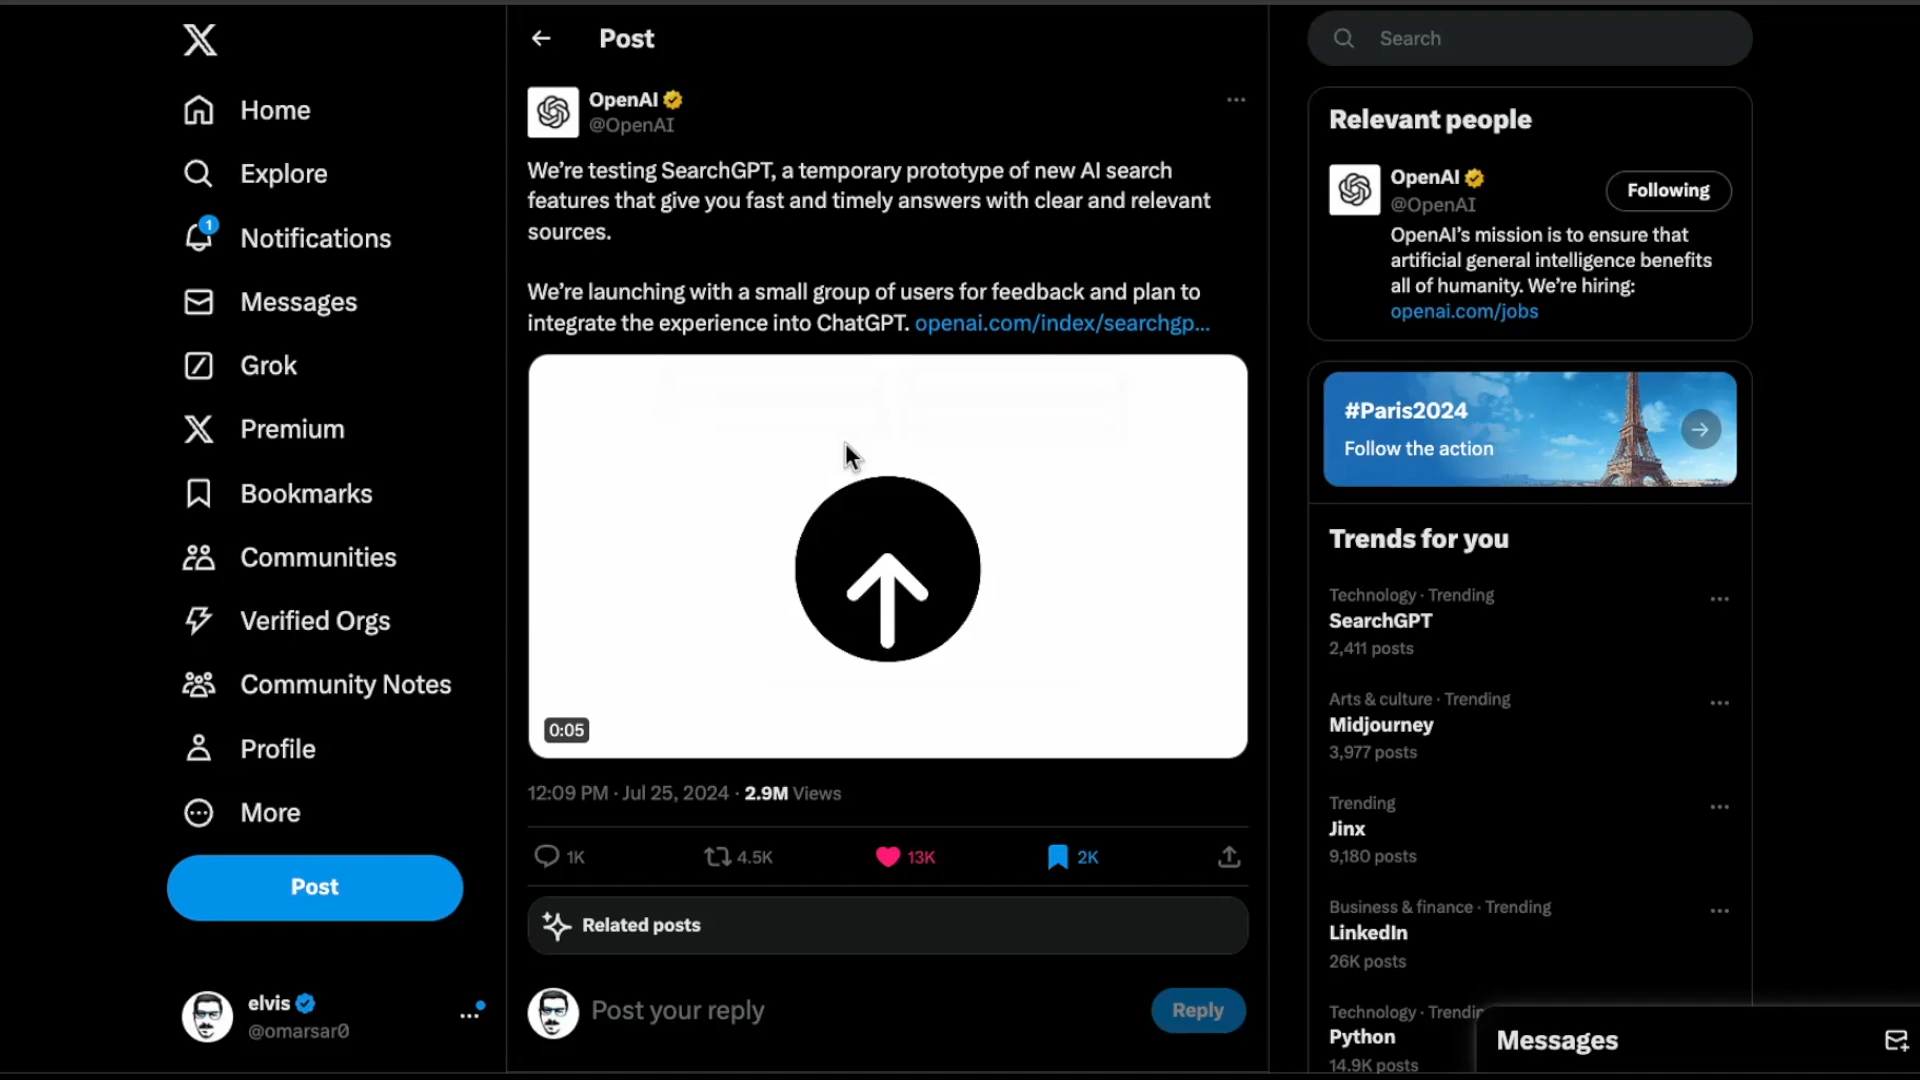 Home
Explore
1
Notifications
Messages
Grok
Premium
Bookmarks
Communities
Verified Orgs
Community Notes
Profile
More
Post
elvis
@omarsar0
Post
OpenAI
@OpenAI
We're testing SearchGPT, a temporary prototype of new AI search
features that give you fast and timely answers with clear and relevant
sources.
We're launching with a small group of users for feedback and plan to
integrate the experience into ChatGPT. openai.com/index/searchgp...
0:05
12:09 PM · Jul 25, 2024 · 2.9M Views
1K
4.5K
13K
2K
Related posts
Post your reply
Reply
Search
Relevant people
OpenAI
@OpenAI
Following
OpenAI's mission is to ensure that
artificial general intelligence benefits
all of humanity. We're hiring:
openai.com/jobs
#Paris2024
Follow the action
Trends for you
Technology · Trending
SearchGPT
2,411 posts
Arts & culture · Trending
Midjourney
3,977 posts
Trending
Jinx
9,180 posts
Business & finance · Trending
LinkedIn
26K posts
Technology · Trendin
Python
14.9K posts
Messages